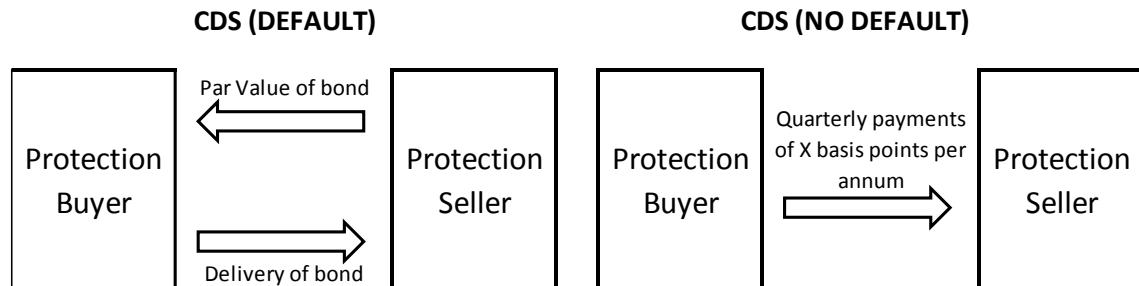 CDS (DEFAULT)
Protection
Buyer
Par Value of bond
Delivery of bond
Protection
Seller
CDS (NO DEFAULT)
Protection
Buyer
Quarterly payments
of X basis points per
annum
Protection
Seller